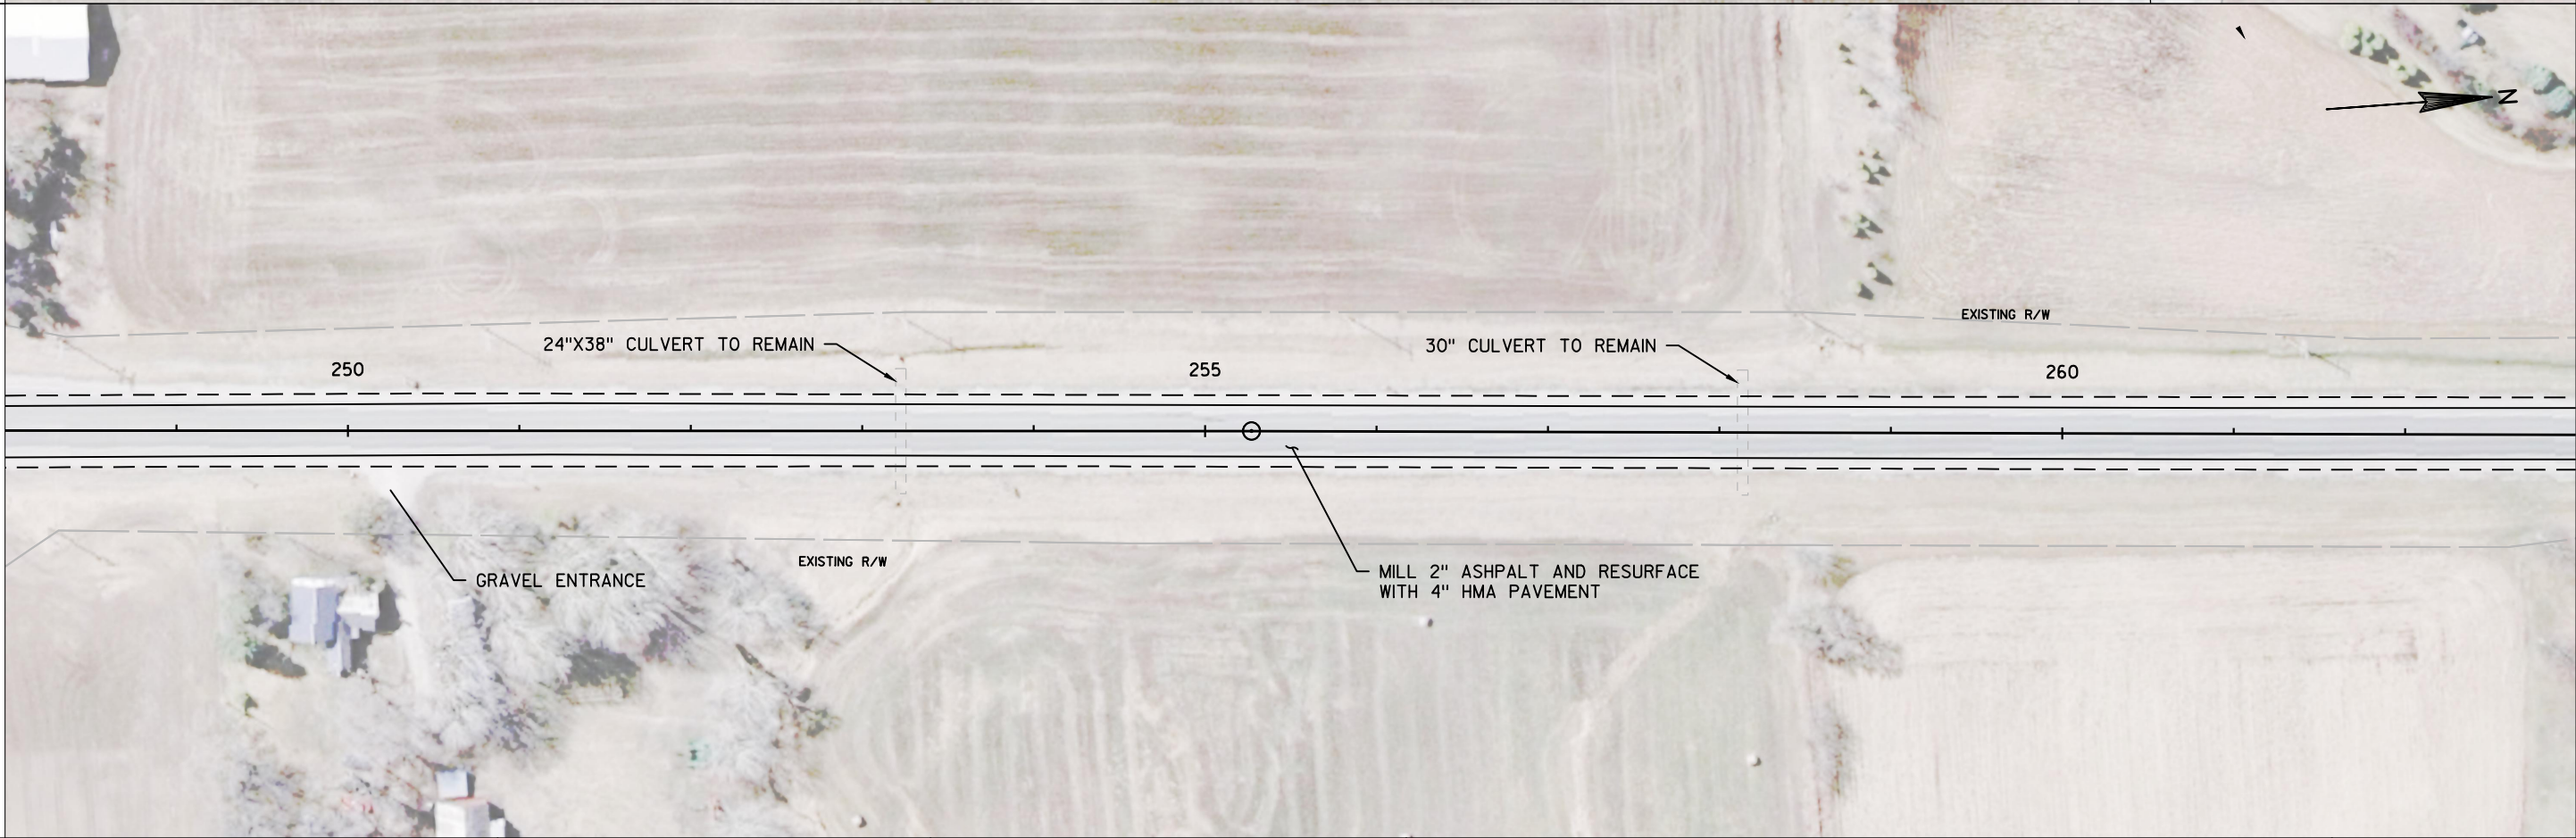 N
EXISTING R/W
24"X38" CULVERT TO REMAIN
30" CULVERT TO REMAIN
250
255
260
EXISTING R/W
GRAVEL ENTRANCE
MILL 2" ASHPALT AND RESURFACE
WITH 4" HMA PAVEMENT